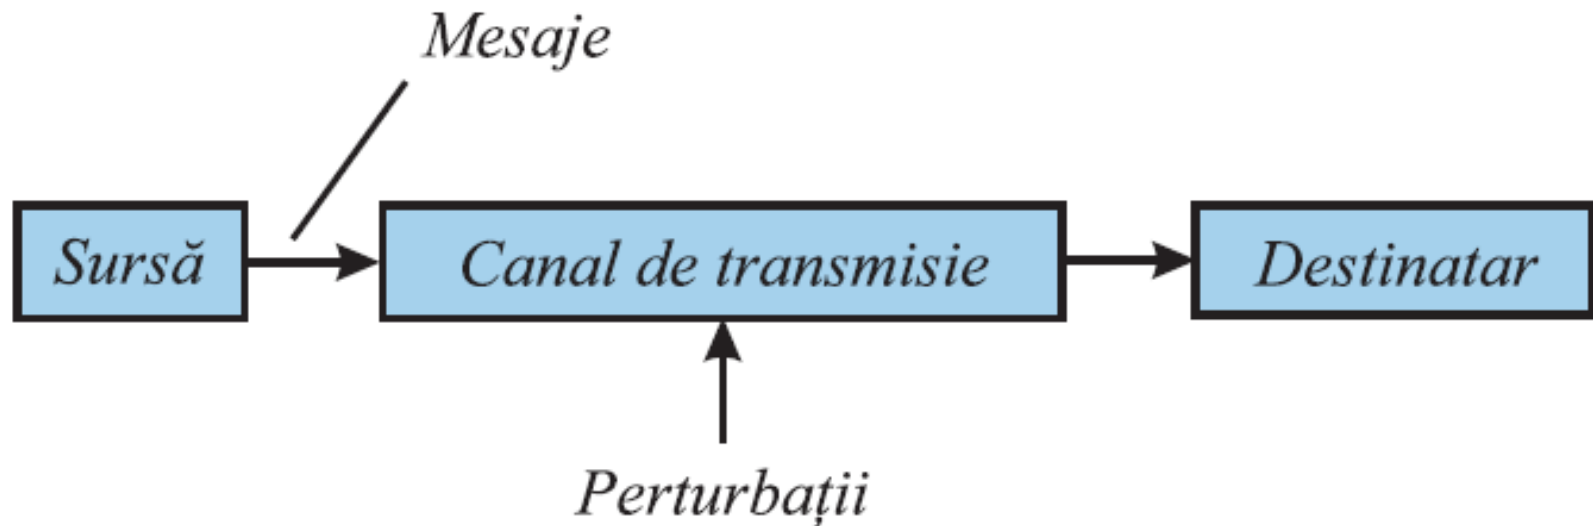 Mesaje
Sursă
Canal de transmisie
Destinatar
Perturbații